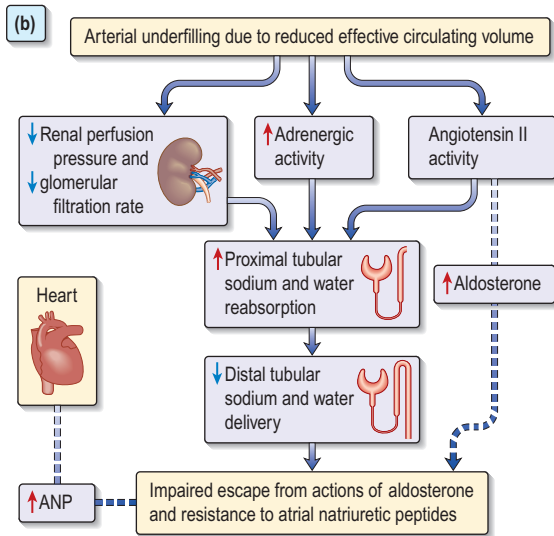 (b)
Arterial underfilling due to reduced effective circulating volume
↓ Renal perfusion
pressure and
↓ glomerular
filtration rate
↑ Adrenergic
activity
Angiotensin II
activity
↑ Proximal tubular
sodium and water
reabsorption
↑ Aldosterone
Heart
↓ Distal tubular
sodium and water
delivery
↑ ANP
Impaired escape from actions of aldosterone
and resistance to atrial natriuretic peptides